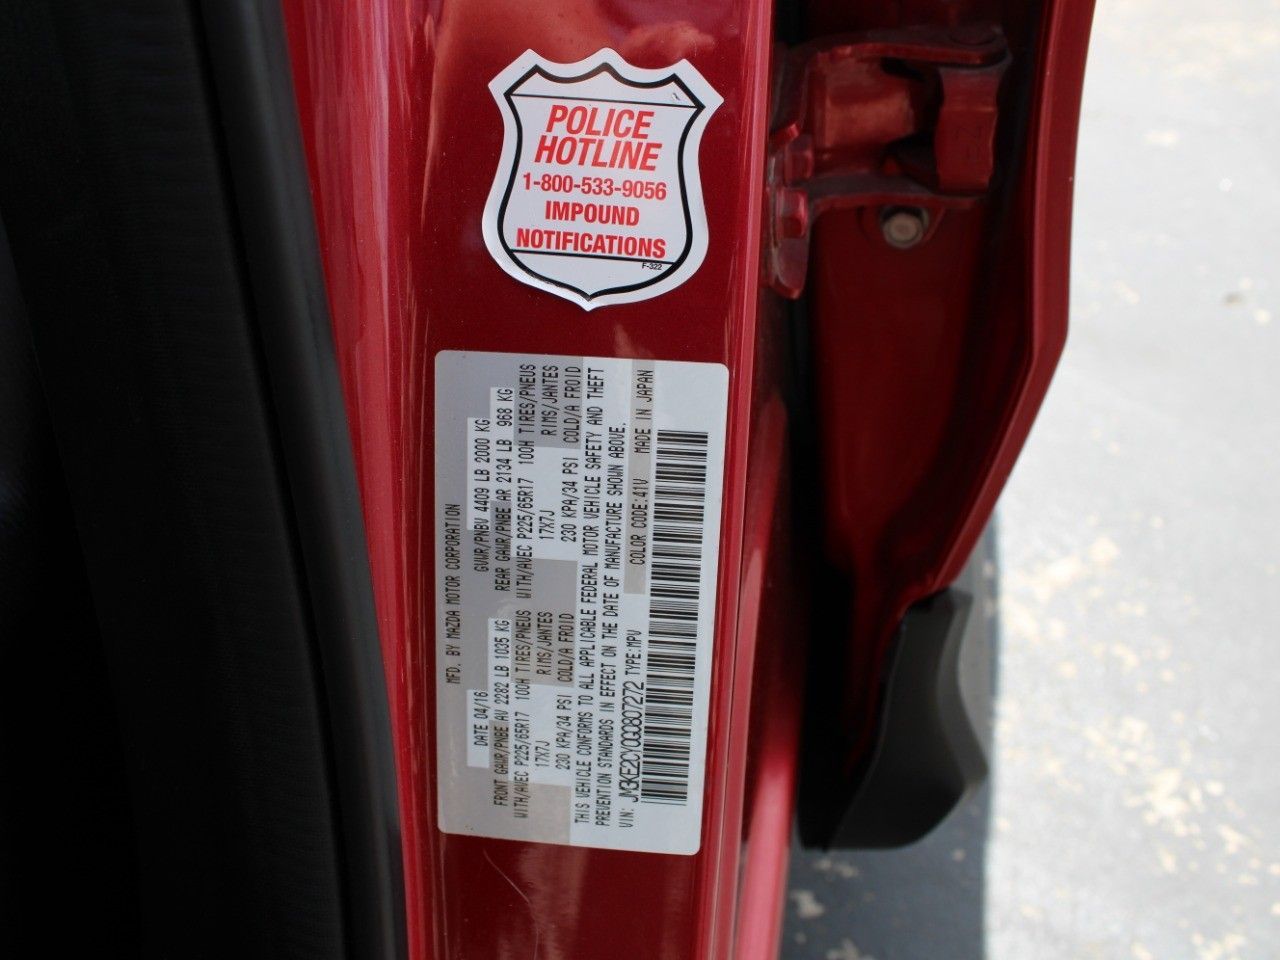 POLICE
HOTLINE
1-800-533-9056
IMPOUND
NOTIFICATIONS
F-322
MFD. BY MAZDA MOTOR CORPORATION
DATE 04/16 GVWR/PNBV 4409 LB 2000 KG
FRONT GAWR/PNBE AV 2282 LB 1035 KG REAR GAWR/PNBE AR 2134 LB 968 KG
WITH/AVEC P225/65R17 100H TIRES/PNEUS WITH/AVEC P225/65R17 100H TIRES/PNEUS
17X7J RIMS/JANTES 17X7J RIMS/JANTES
230 KPA/34 PSI COLD/A FROID 230 KPA/34 PSI COLD/A FROID
THIS VEHICLE CONFORMS TO ALL APPLICABLE FEDERAL MOTOR VEHICLE SAFETY AND THEFT
PREVENTION STANDARDS IN EFFECT ON THE DATE OF MANUFACTURE SHOWN ABOVE.
VIN: JM3KE2CY0G0807272 TYPE:MPV COLOR CODE:41V MADE IN JAPAN